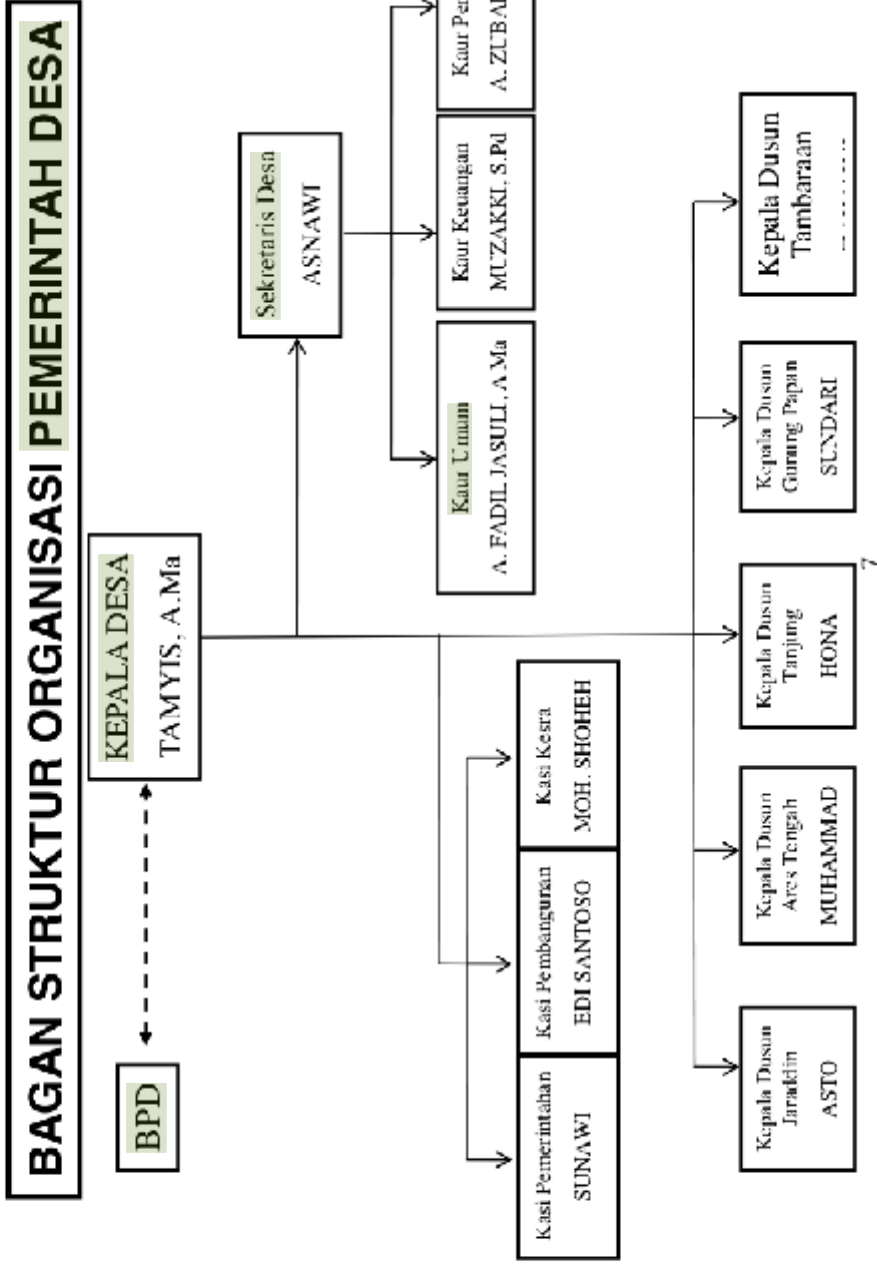 BAGAN STRUKTUR ORGANISASI PEMERINTAH DESA
BPD
KEPALA DESA
TAMYIS, A.Ma
Sekretaris Desa
ASNAWI
Kaur Umum
A. FADIL JASULI, A Ma
Kaur Keuangan
MUZAKKI, S.Pd
Kaur
A.
Kasi Pemerintahan
SUNAWI
Kasi Pembangunan
EDI SANTOSO
Kasi Kesra
MOH. SHOHEH
Kepala Dusun
Jaraddin
ASTO
Kepala Dusun
Ares Tengah
MUHAMMAD
Kepala Dusun
Tanjung
HONA
Kepala Dusun
Gunung Papan
SUNDARI
Kepala Dusun
Tambaraan
7